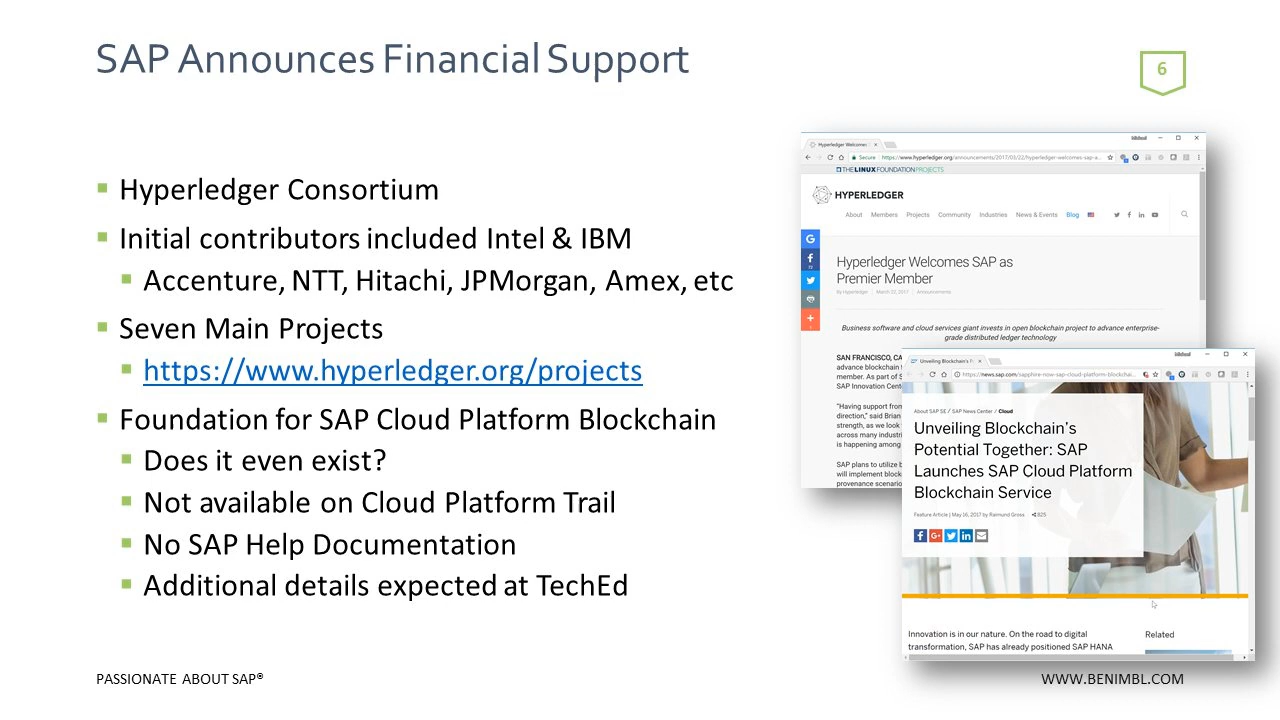 SAP Announces Financial Support
6
Hyperledger Consortium
Initial contributors included Intel & IBM
Accenture, NTT, Hitachi, JPMorgan, Amex, etc
Seven Main Projects
https://www.hyperledger.org/projects
Foundation for SAP Cloud Platform Blockchain
Does it even exist?
Not available on Cloud Platform Trail
No SAP Help Documentation
Additional details expected at TechEd
Hyperledger Welcomes
Secure https://www.hyperledger.org/announcements/2017/03/22/hyperledger-welcomes-sap-a...
THE LINUX FOUNDATION PROJECTS
HYPERLEDGER
About Members Projects Community Industries News & Events Blog
Hyperledger Welcomes SAP as
Premier Member
By Hyperledger March 22, 2017 Announcements
Business software and cloud services giant invests in open blockchain project to advance enterprise-
grade distributed ledger technology
SAN FRANCISCO, CA
advance blockchain
member. As part of S
SAP Innovation Cente
"Having support from
direction," said Brian
strength, as we look
across many industri
is happening among
SAP plans to utilize b
will implement block
provenance scenario
Unveiling Blockchain's P
https://news.sap.com/sapphire-now-sap-cloud-platform-blockchai...
About SAP SE / SAP News Center / Cloud
Unveiling Blockchain's
Potential Together: SAP
Launches SAP Cloud Platform
Blockchain Service
Feature Article | May 16, 2017 by Raimund Gross 825
Innovation is in our nature. On the road to digital
transformation, SAP has already positioned SAP HANA
Related
PASSIONATE ABOUT SAP®
WWW.BENIMBL.COM